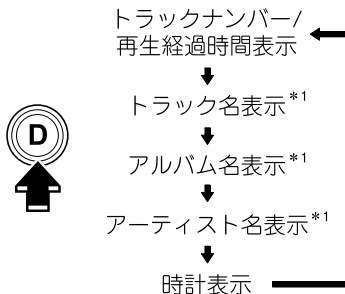 トラックナンバー/
再生経過時間表示
トラック名表示*1
D
アルバム名表示*1
アーティスト名表示*1
時計表示